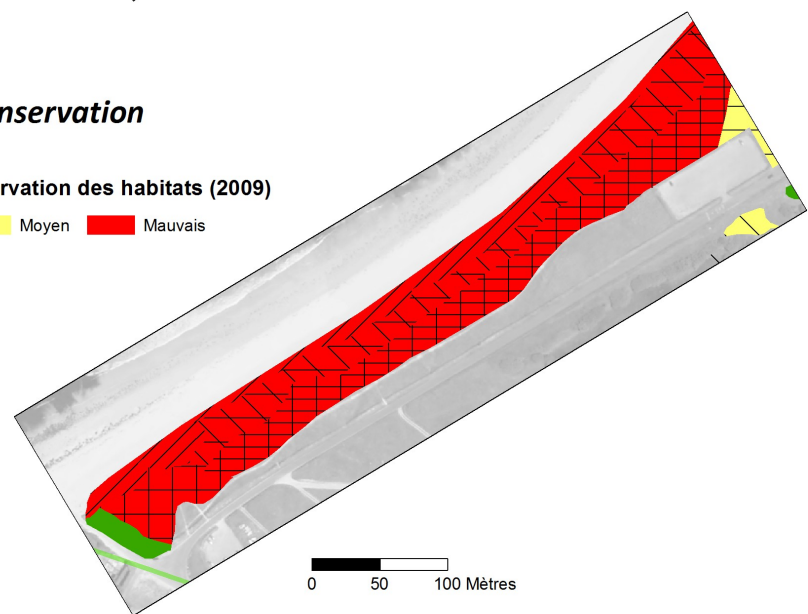 nservation
rvation des habitats (2009)
Moyen Mauvais
0 50 100 Mètres